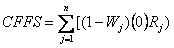 CFFS = \sum_{j=1}^{n} [(1 - W_j)(0)R_j)